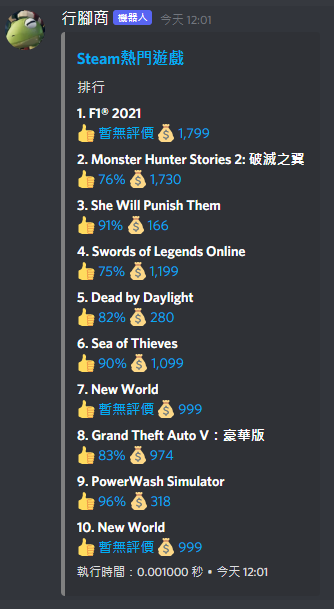 行腳商 機器人 今天 12:01
Steam熱門遊戲
排行
1. F1® 2021
👍 暫無評價 💰 1,799
2. Monster Hunter Stories 2: 破滅之翼
👍 76% 💰 1,730
3. She Will Punish Them
👍 91% 💰 166
4. Swords of Legends Online
👍 75% 💰 1,199
5. Dead by Daylight
👍 82% 💰 280
6. Sea of Thieves
👍 90% 💰 1,099
7. New World
👍 暫無評價 💰 999
8. Grand Theft Auto V：豪華版
👍 83% 💰 974
9. PowerWash Simulator
👍 96% 💰 318
10. New World
👍 暫無評價 💰 999
執行時間：0.001000 秒 • 今天 12:01